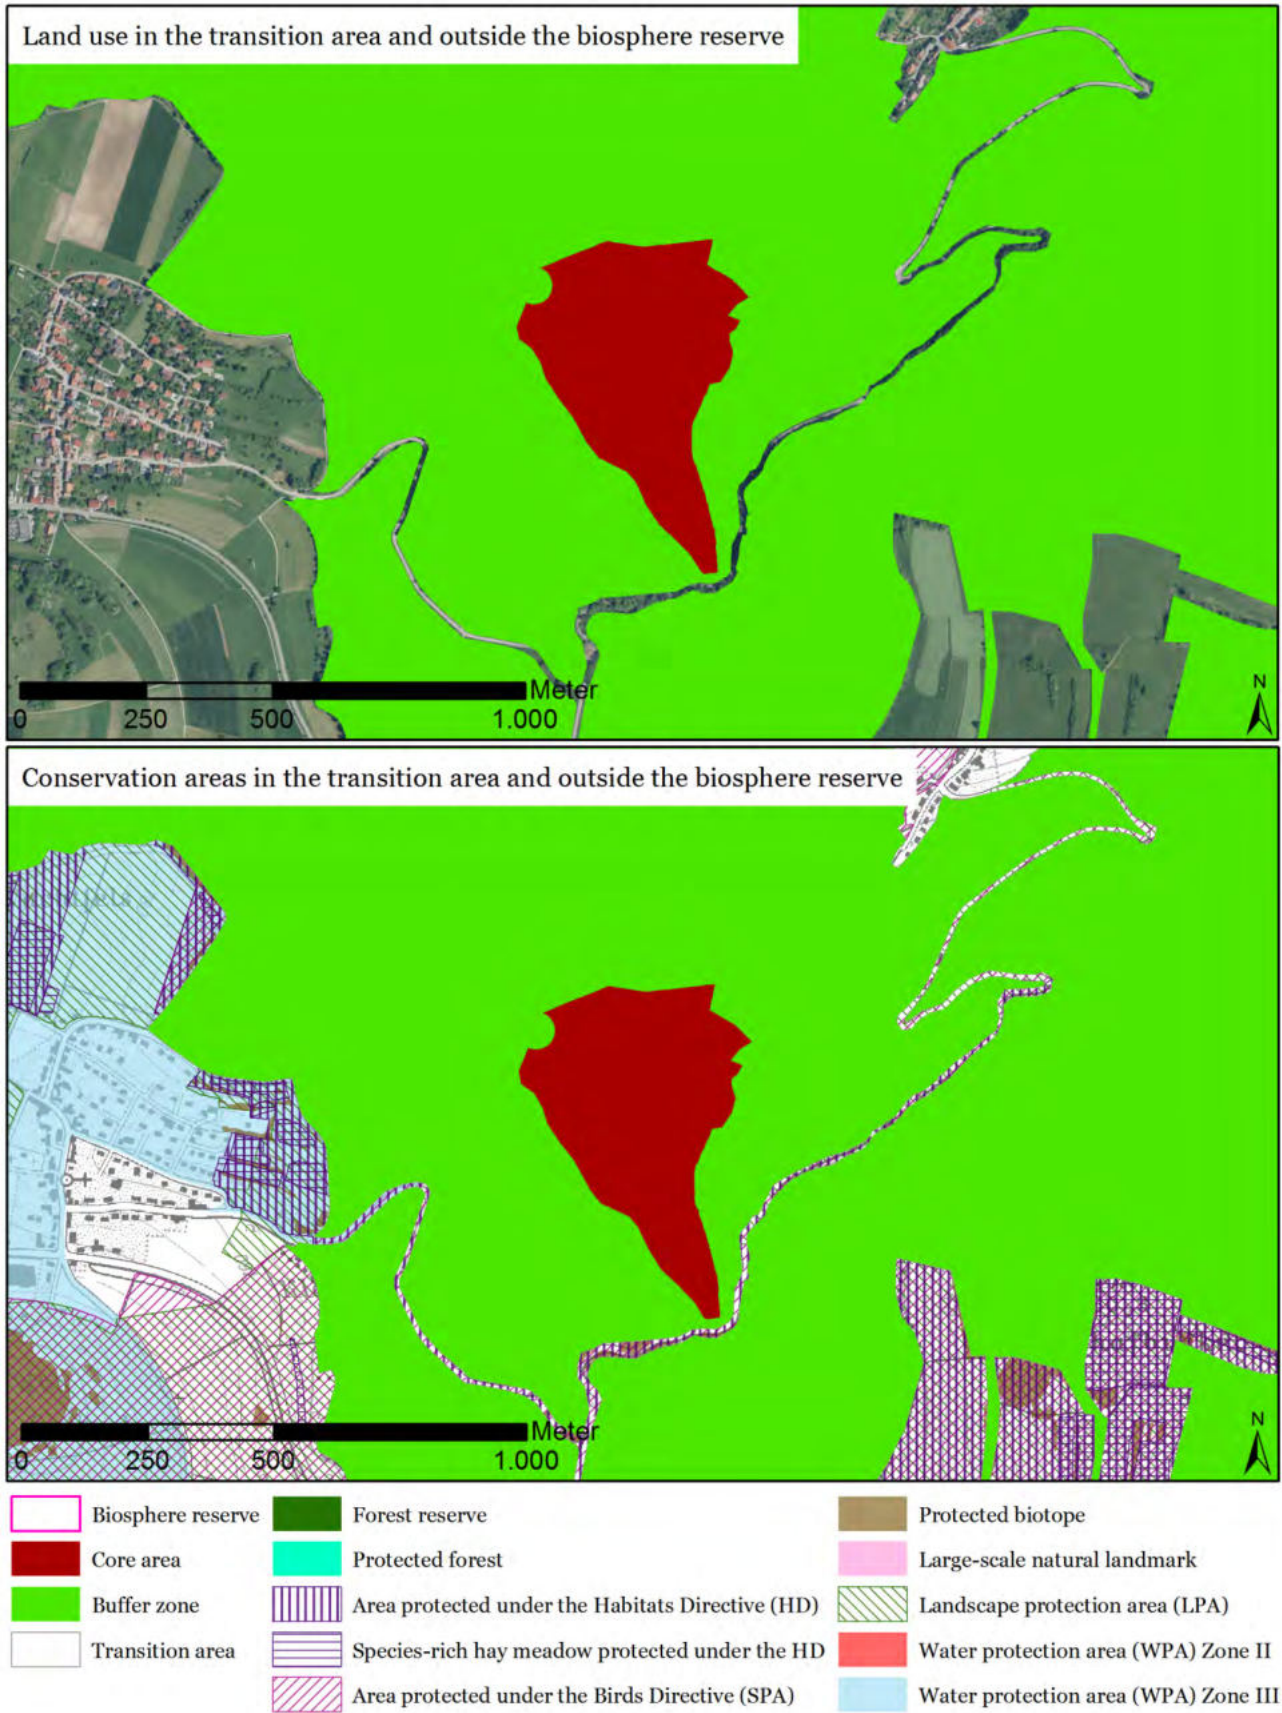 Land use in the transition area and outside the biosphere reserve
Meter
0 250 500 1.000
N
Conservation areas in the transition area and outside the biosphere reserve
Meter
0 250 500 1.000
N
Biosphere reserve
Forest reserve
Protected biotope
Core area
Protected forest
Large-scale natural landmark
Buffer zone
Area protected under the Habitats Directive (HD)
Landscape protection area (LPA)
Transition area
Species-rich hay meadow protected under the HD
Water protection area (WPA) Zone II
Area protected under the Birds Directive (SPA)
Water protection area (WPA) Zone III